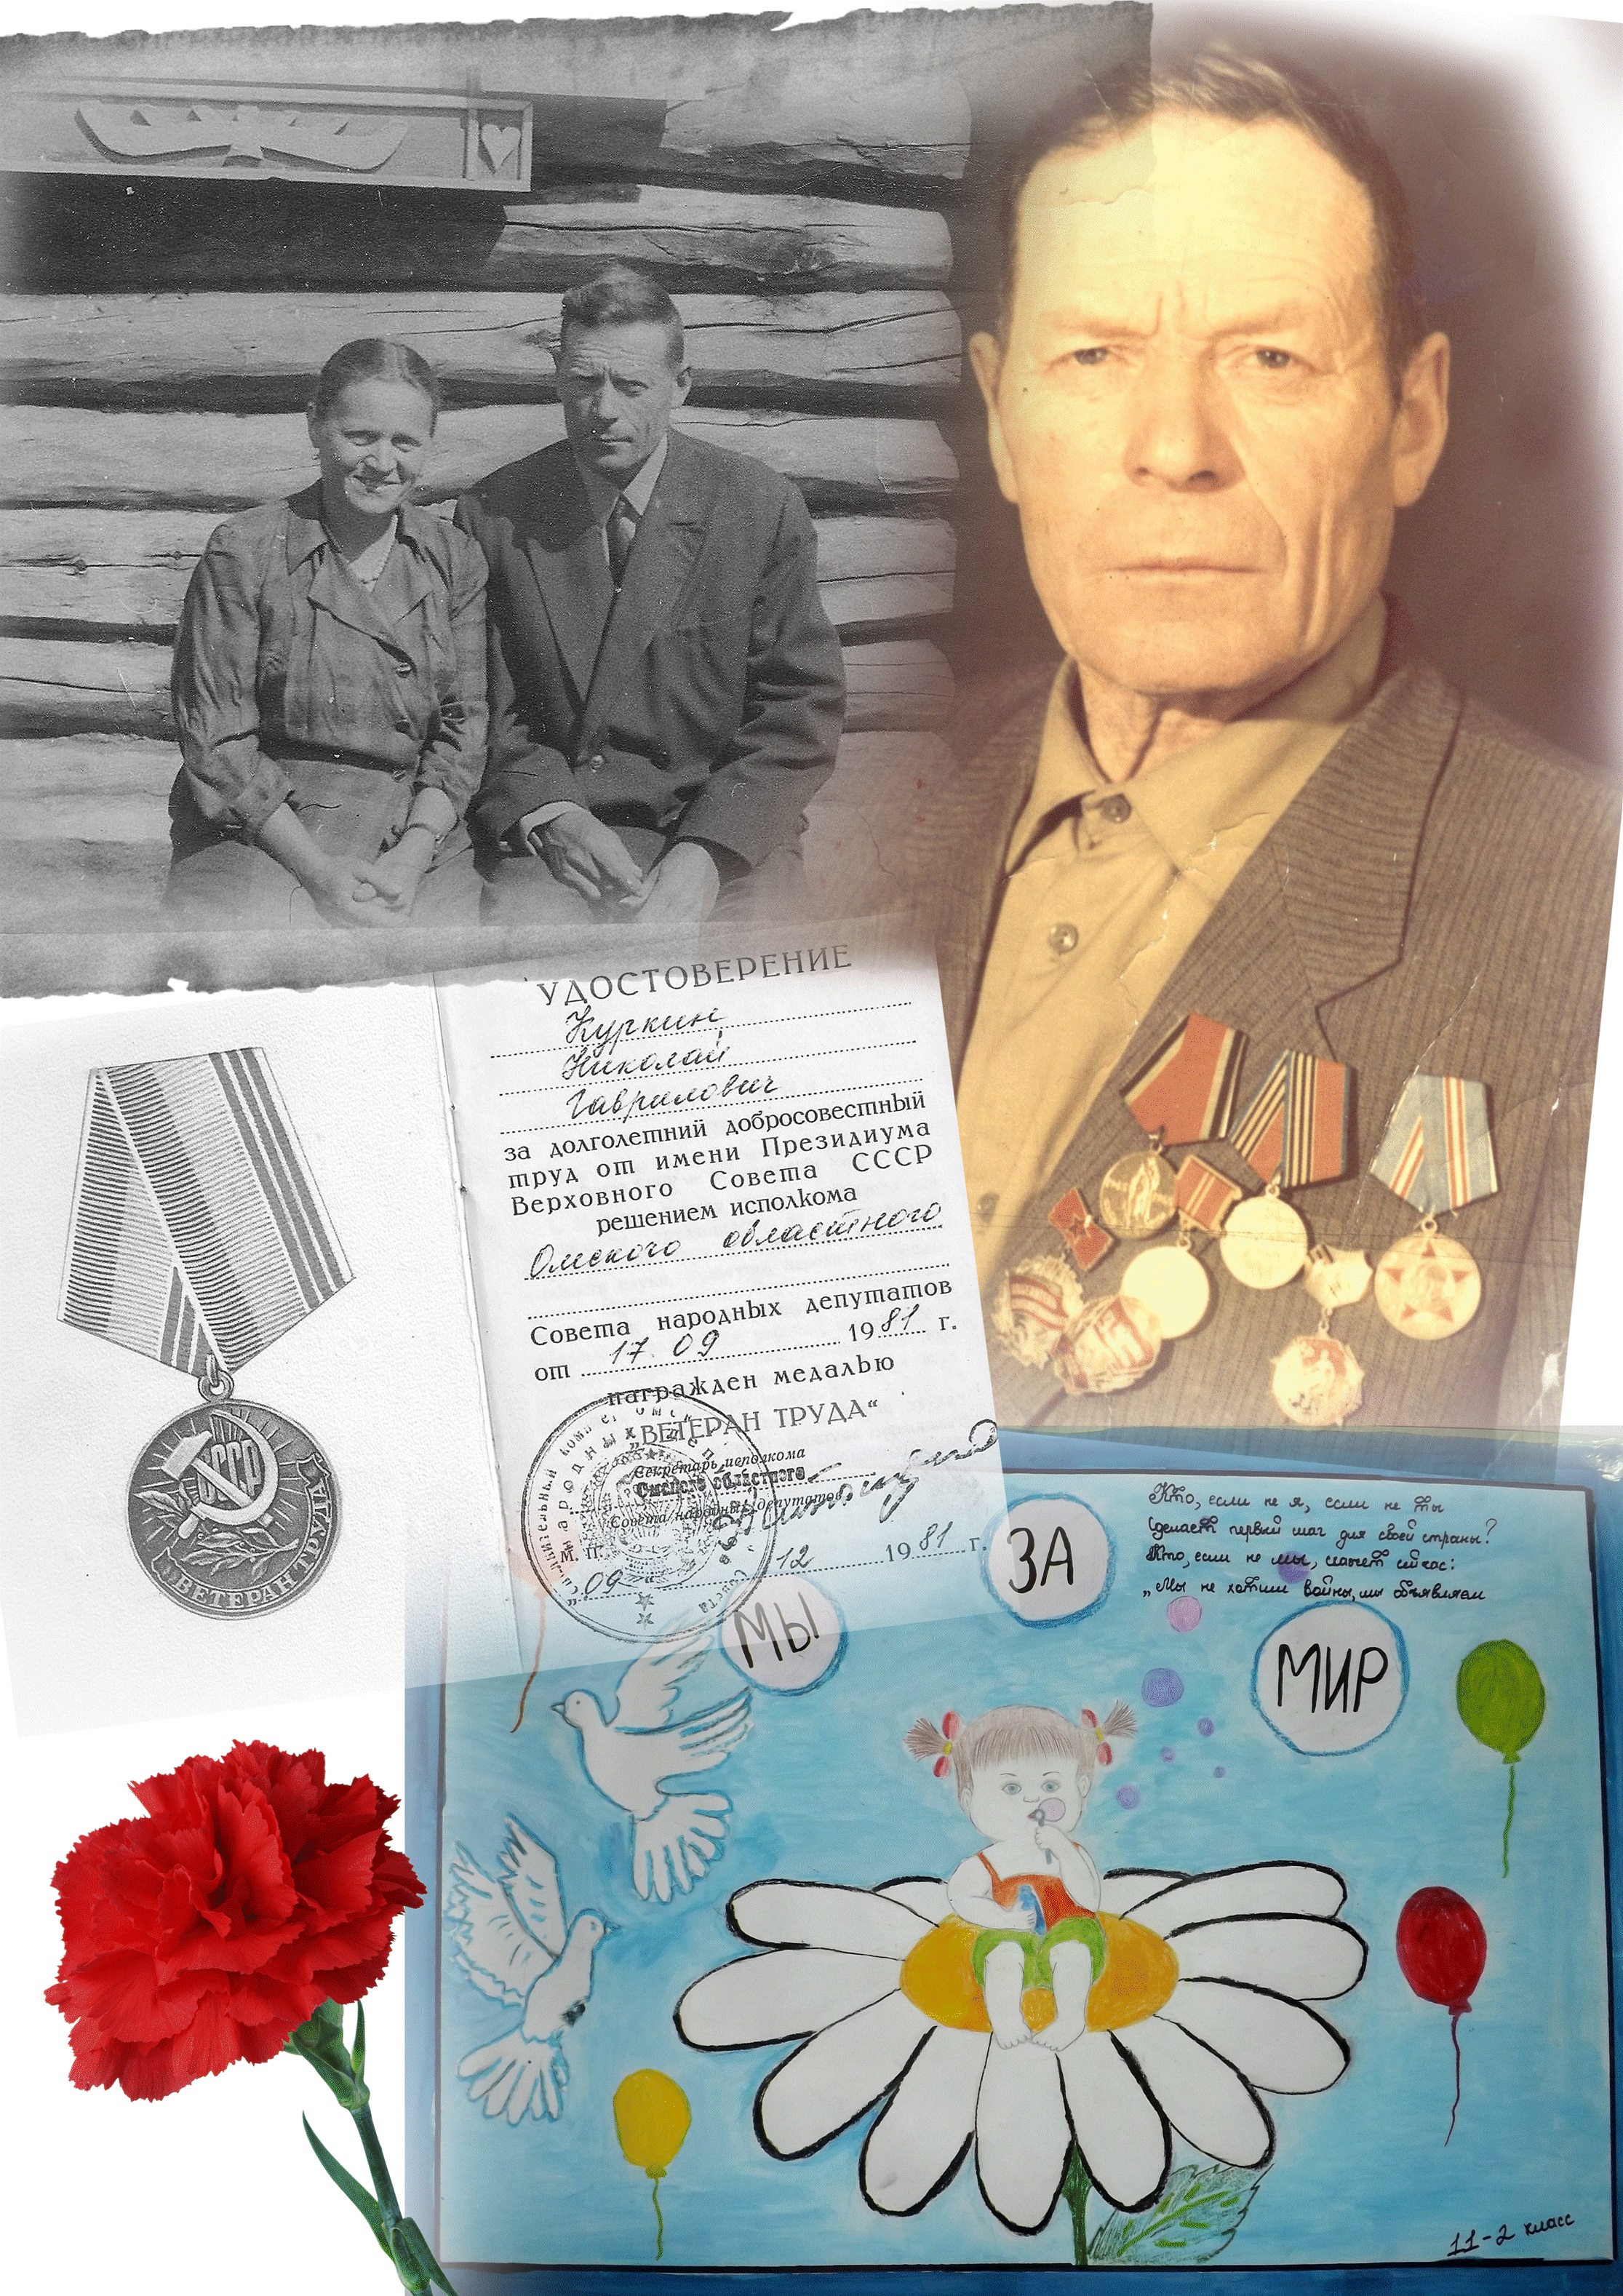 УДОСТОВЕРЕНИЕ
Куркин
Николай
Гаврилович
за долголетний добросовестный
труд от имени Президиума
Верховного Совета СССР
решением исполкома
Омского областного
Совета народных депутатов
от 17. 09 1981 г.
награжден медалью
„ВЕТЕРАН ТРУДА“
Секретарь исполкома
Омского областного
Совета народных депутатов
М. П.
„09“ 12 1981 г.
СССР
ВЕТЕРАН ТРУДА
Кто, если не я, если не ты
Сделает первый шаг для своей страны?
Кто, если не мы, скажет сейчас:
„Мы не хотим войны, мы объявляем
МЫ
ЗА
МИР
11-2 класс